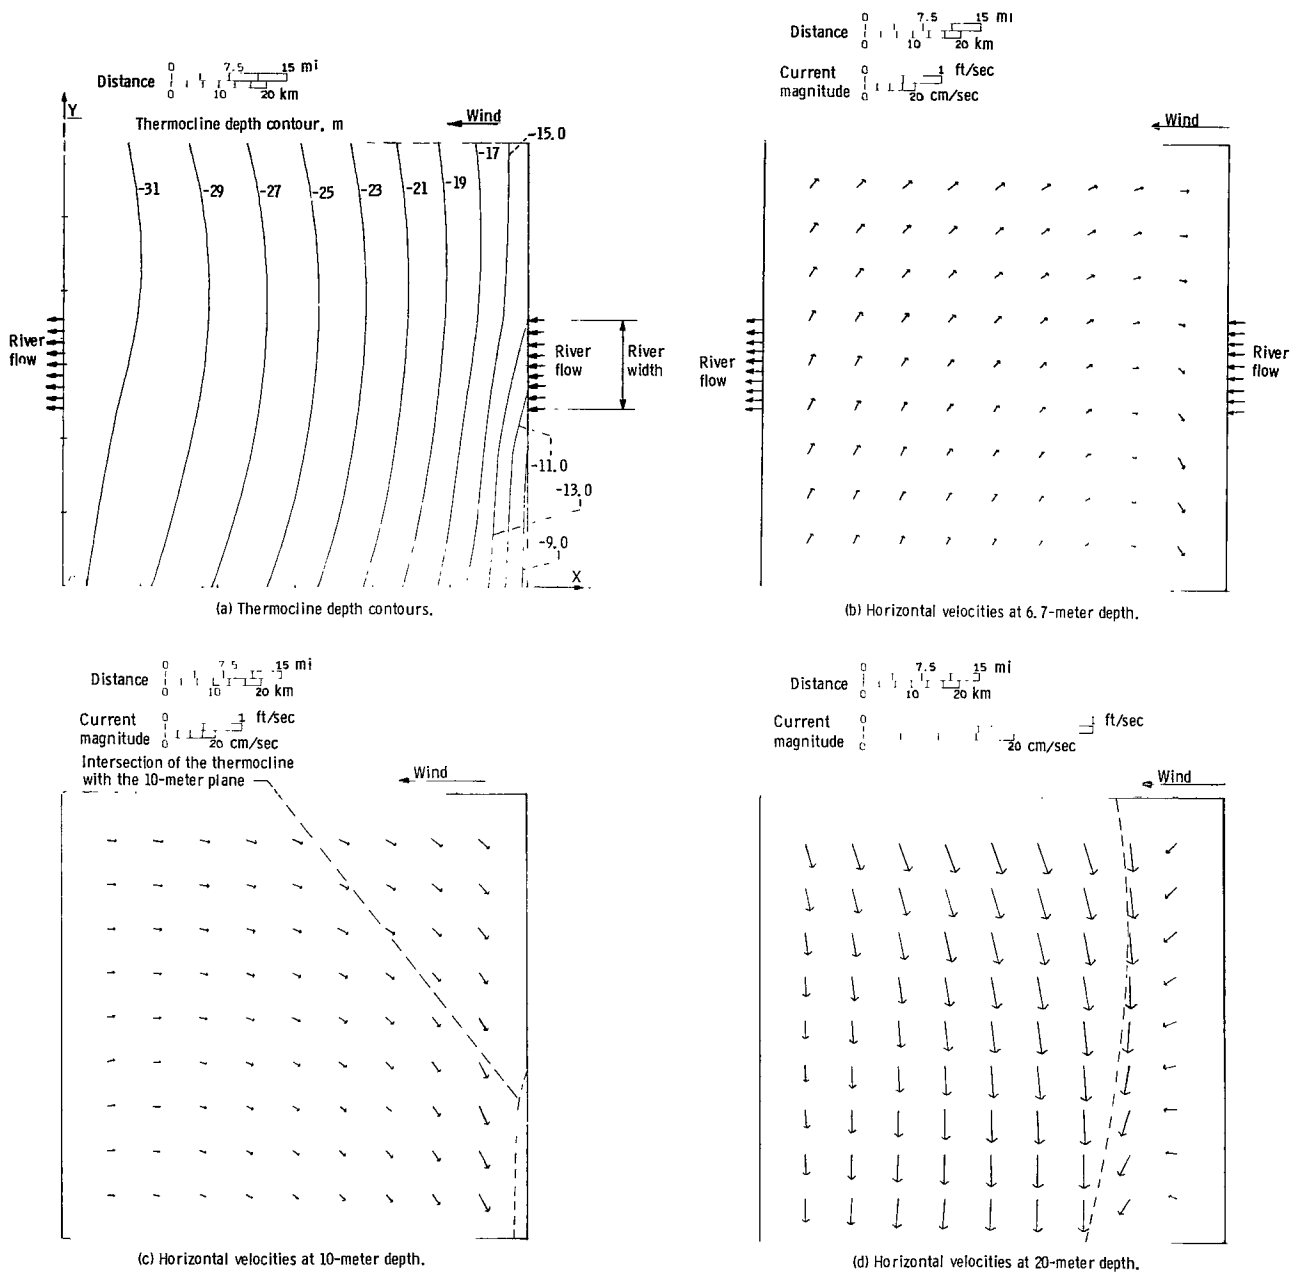 0 7.5 15 mi
Distance
0 10 20 km
Thermocline depth contour, m
Wind
Y
-15.0
-17
-31 -29 -27 -25 -23 -21 -19
River
flow
River
flow
River
width
-11.0
-13.0
-9.0
X
(a) Thermocline depth contours.
0 7.5 15 mi
Distance
0 10 20 km
Current
magnitude
0 1 ft/sec
0 20 cm/sec
Wind
River
flow
River
flow
(b) Horizontal velocities at 6.7-meter depth.
0 7.5 15 mi
Distance
0 10 20 km
Current
magnitude
0 1 ft/sec
0 20 cm/sec
Intersection of the thermocline
with the 10-meter plane
Wind
(c) Horizontal velocities at 10-meter depth.
0 7.5 15 mi
Distance
0 10 20 km
Current
magnitude
0 1 ft/sec
0 20 cm/sec
Wind
(d) Horizontal velocities at 20-meter depth.